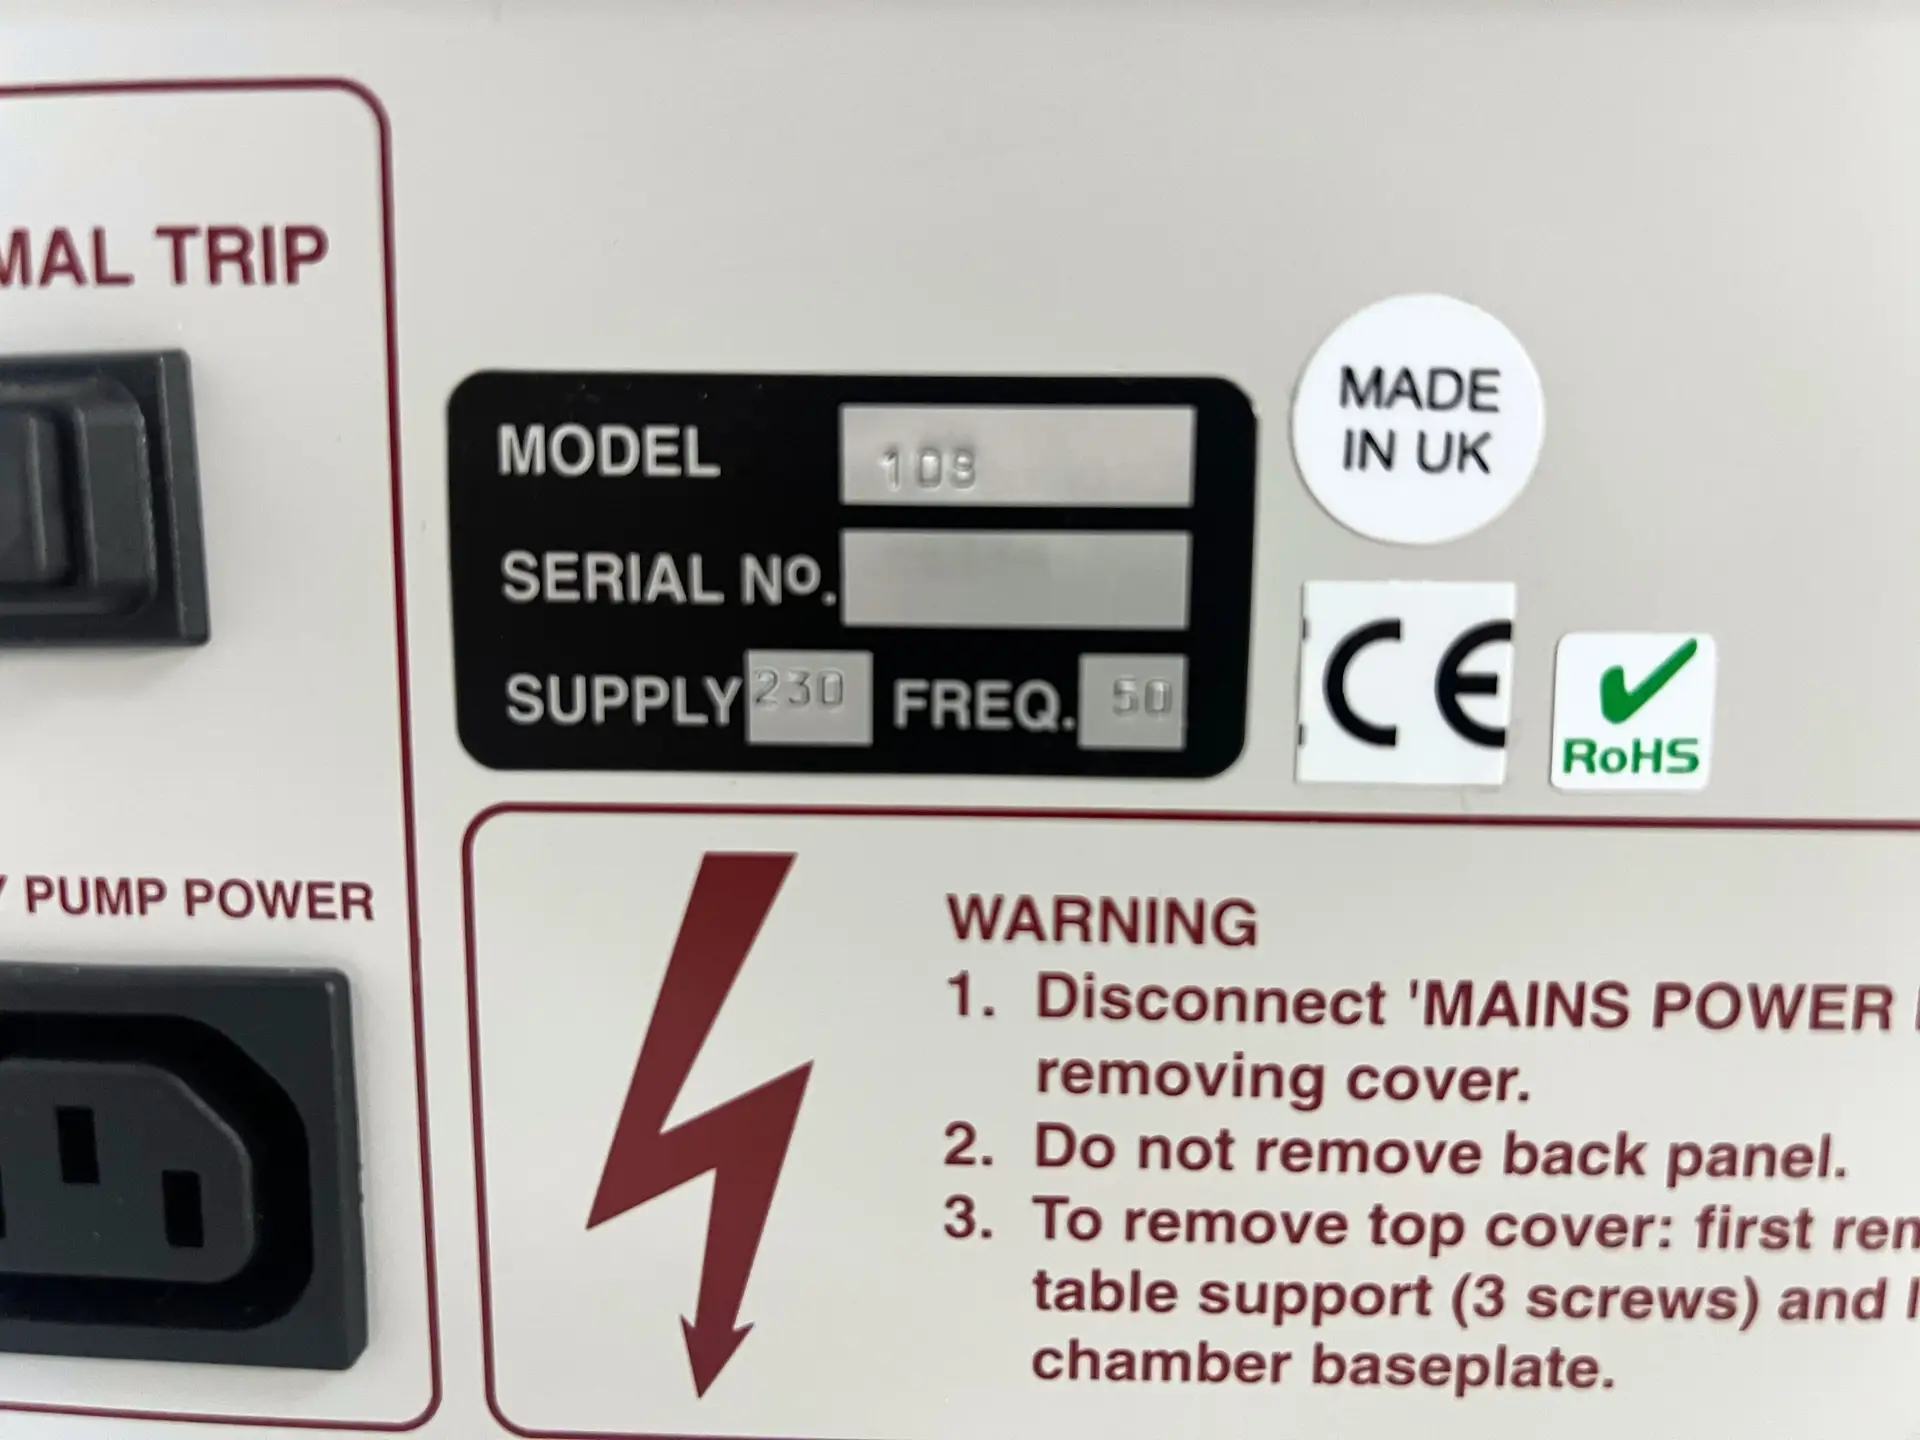 MAL TRIP
MODEL 108
SERIAL No.
SUPPLY 230 FREQ. 50
MADE
IN UK
CE
RoHS
PUMP POWER
WARNING
1. Disconnect 'MAINS POWER
removing cover.
2. Do not remove back panel.
3. To remove top cover: first rem
table support (3 screws) and
chamber baseplate.